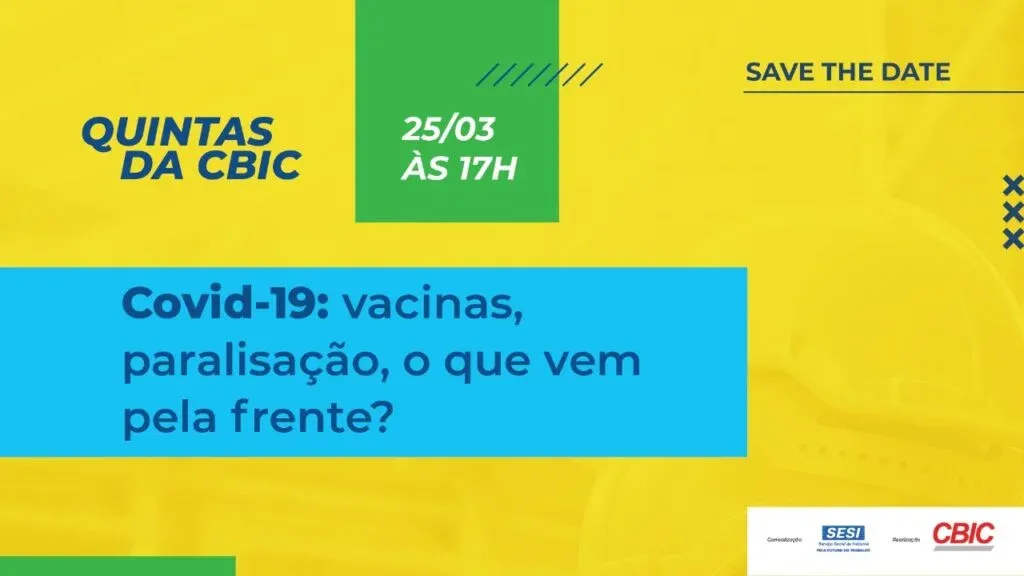 SAVE THE DATE
QUINTAS
DA CBIC
25/03
ÀS 17H
Covid-19: vacinas,
paralisação, o que vem
pela frente?
Correalização
SESI
Serviço Social da Indústria
PELO FUTURO DO TRABALHO
Realização
CBIC